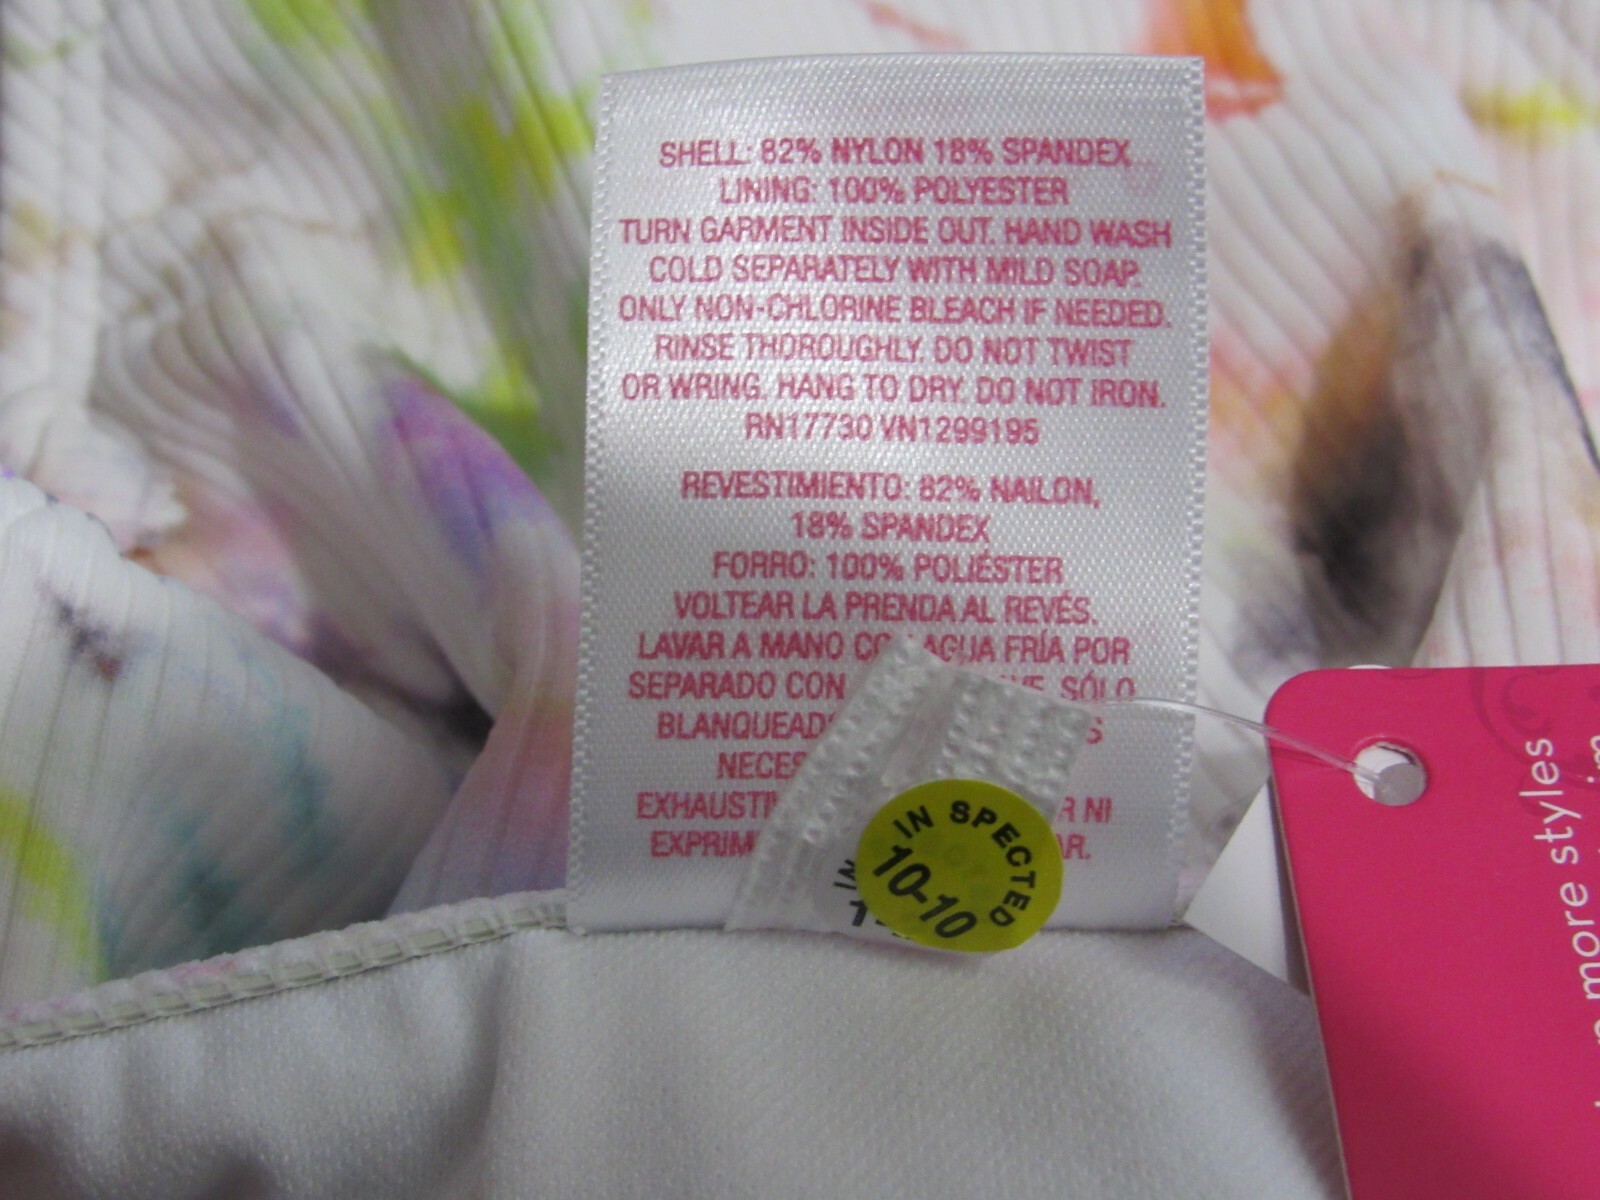 SHELL: 82% NYLON 18% SPANDEX
LINING: 100% POLYESTER
TURN GARMENT INSIDE OUT. HAND WASH
COLD SEPARATELY WITH MILD SOAP.
ONLY NON-CHLORINE BLEACH IF NEEDED.
RINSE THOROUGHLY. DO NOT TWIST
OR WRING. HANG TO DRY. DO NOT IRON.
RN17730 VN1299195
REVESTIMIENTO: 82% NAILON,
18% SPANDEX
FORRO: 100% POLIÉSTER
VOLTEAR LA PRENDA AL REVÉS.
LAVAR A MANO AGUA FRÍA POR
SEPARADO CON SÓLO
NI
IN SPECTED
10-10
more styles